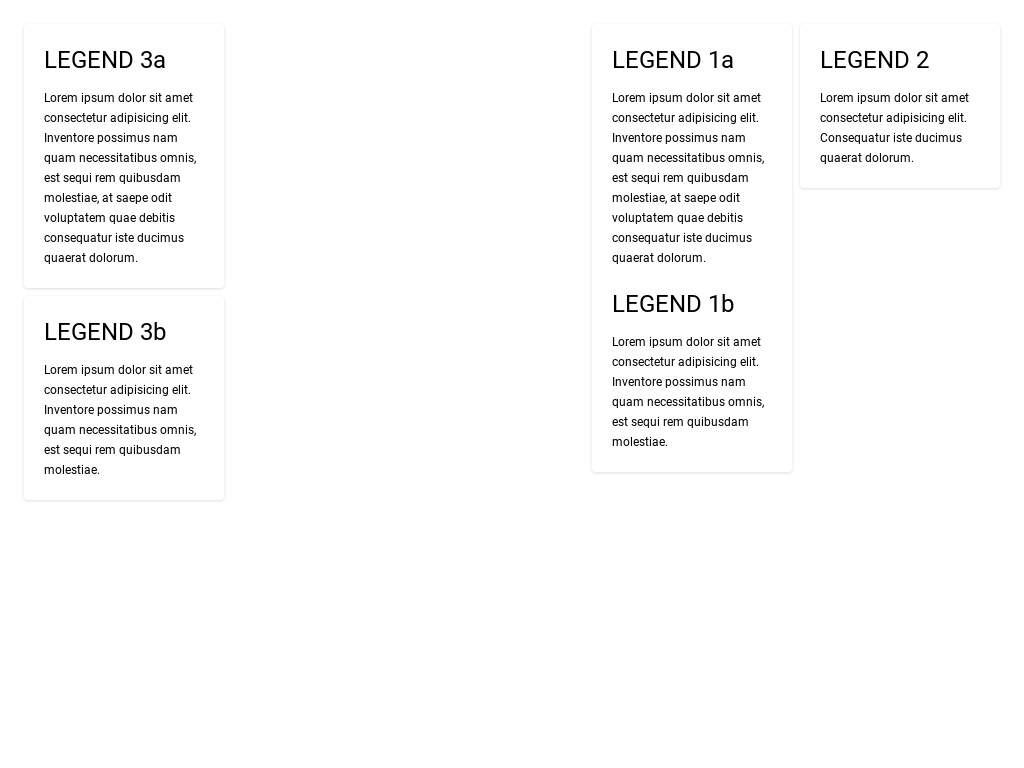 LEGEND 3a
Lorem ipsum dolor sit amet
consectetur adipisicing elit.
Inventore possimus nam
quam necessitatibus omnis,
est sequi rem quibusdam
molestiae, at saepe odit
voluptatem quae debitis
consequatur iste ducimus
quaerat dolorum.
LEGEND 3b
Lorem ipsum dolor sit amet
consectetur adipisicing elit.
Inventore possimus nam
quam necessitatibus omnis,
est sequi rem quibusdam
molestiae.
LEGEND 1a
Lorem ipsum dolor sit amet
consectetur adipisicing elit.
Inventore possimus nam
quam necessitatibus omnis,
est sequi rem quibusdam
molestiae, at saepe odit
voluptatem quae debitis
consequatur iste ducimus
quaerat dolorum.
LEGEND 1b
Lorem ipsum dolor sit amet
consectetur adipisicing elit.
Inventore possimus nam
quam necessitatibus omnis,
est sequi rem quibusdam
molestiae.
LEGEND 2
Lorem ipsum dolor sit amet
consectetur adipisicing elit.
Consequatur iste ducimus
quaerat dolorum.